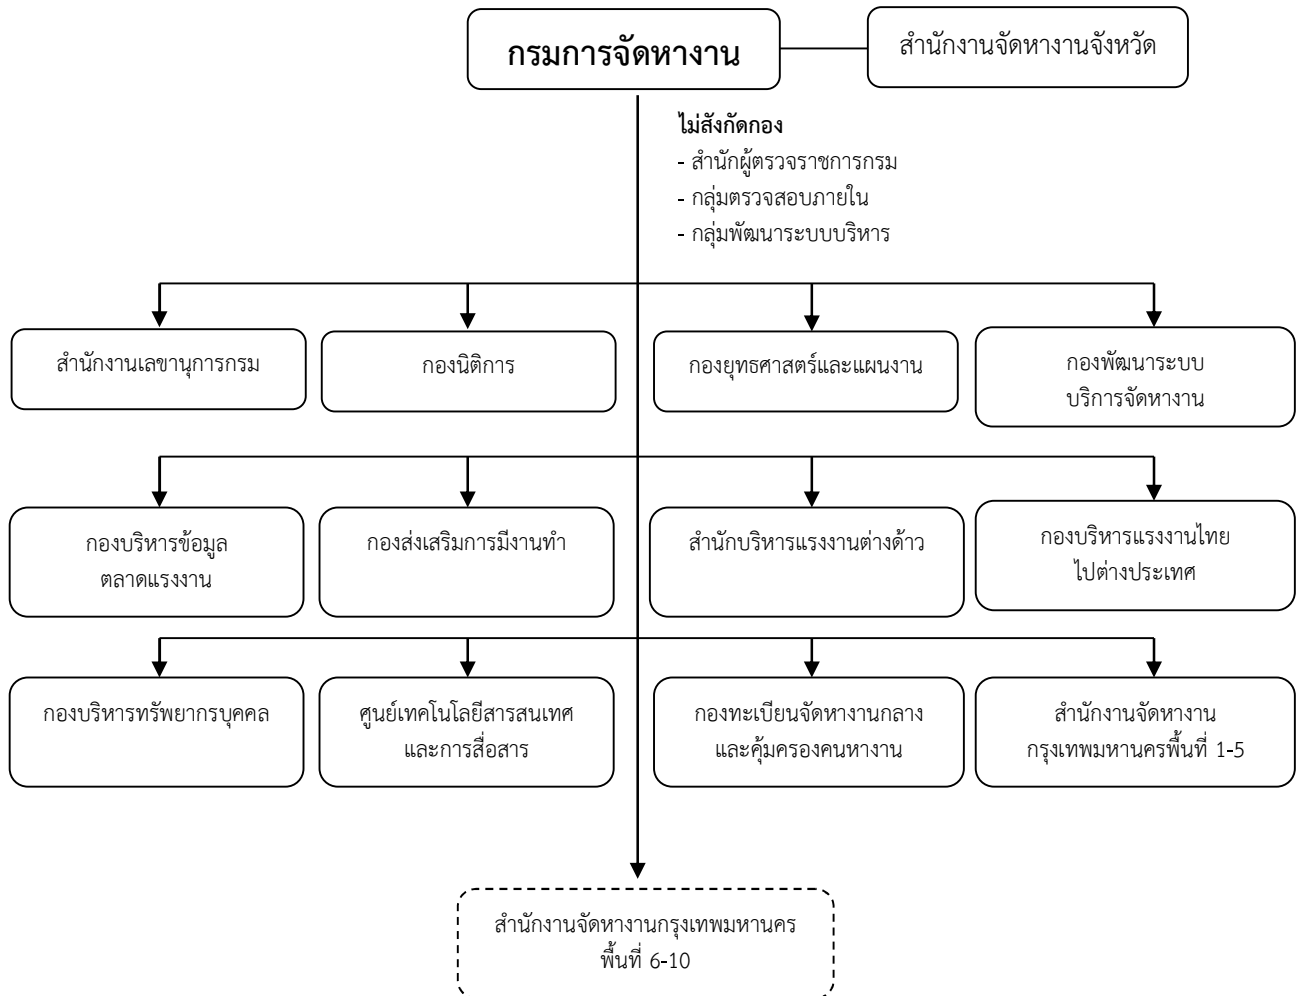 กรมการจัดหางาน
สำนักงานจัดหางานจังหวัด
ไม่สังกัดกอง
- สำนักผู้ตรวจราชการกรม
- กลุ่มตรวจสอบภายใน
- กลุ่มพัฒนาระบบบริหาร
สำนักงานเลขานุการกรม
กองนิติการ
กองยุทธศาสตร์และแผนงาน
กองพัฒนาระบบ
บริการจัดหางาน
กองบริหารข้อมูล
ตลาดแรงงาน
กองส่งเสริมการมีงานทำ
สำนักบริหารแรงงานต่างด้าว
กองบริหารแรงงานไทย
ไปต่างประเทศ
กองบริหารทรัพยากรบุคคล
ศูนย์เทคโนโลยีสารสนเทศ
และการสื่อสาร
กองทะเบียนจัดหางานกลาง
และคุ้มครองคนหางาน
สำนักงานจัดหางาน
กรุงเทพมหานครพื้นที่ 1-5
สำนักงานจัดหางานกรุงเทพมหานคร
พื้นที่ 6-10